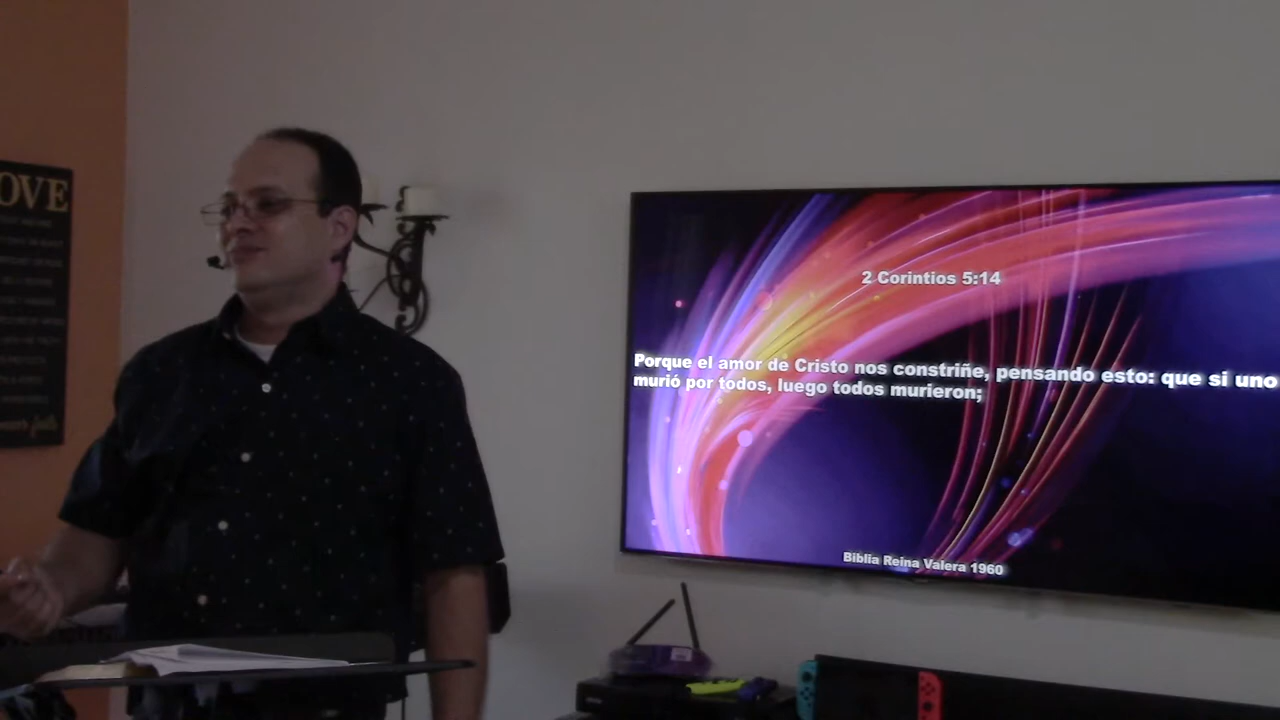 OVE
2 Corintios 5:14
Porque el amor de Cristo nos constriñe, pensando esto: que si uno
murió por todos, luego todos murieron;
Biblia Reina Valera 1960